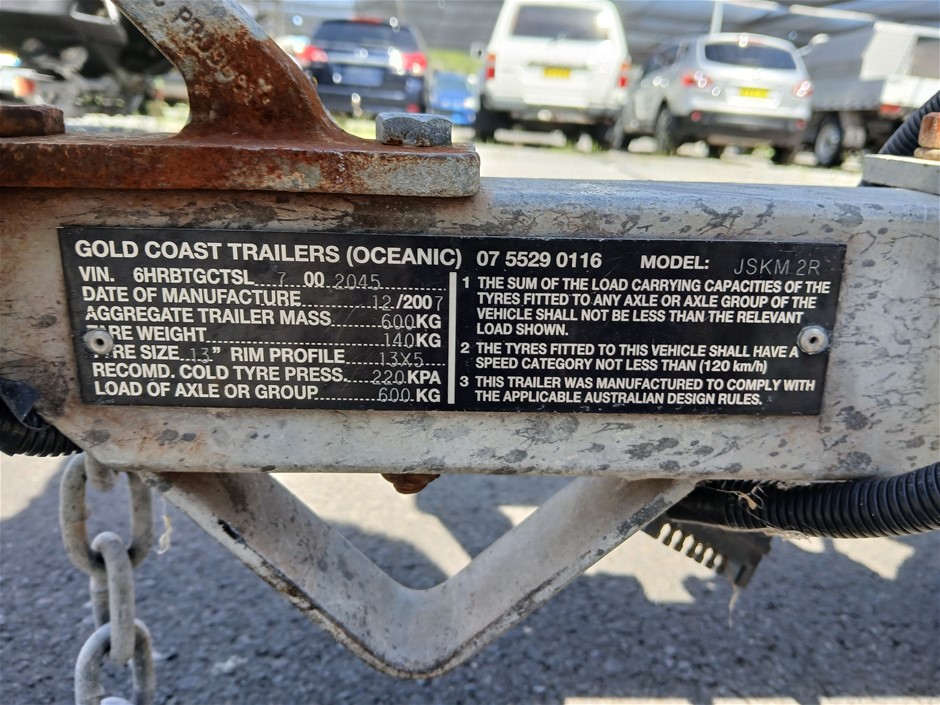 GOLD COAST TRAILERS (OCEANIC) 07 5529 0116 MODEL: JSKM 2R
VIN. 6HRBTGCTSL 7 00 2045
DATE OF MANUFACTURE 12/2007
AGGREGATE TRAILER MASS 600KG
TARE WEIGHT 140KG
TYRE SIZE 13" RIM PROFILE 13X5
RECOMD. COLD TYRE PRESS. 220 KPA
LOAD OF AXLE OR GROUP 600 KG
1 THE SUM OF THE LOAD CARRYING CAPACITIES OF THE
TYRES FITTED TO ANY AXLE OR AXLE GROUP OF THE
VEHICLE SHALL NOT BE LESS THAN THE RELEVANT
LOAD SHOWN.
2 THE TYRES FITTED TO THIS VEHICLE SHALL HAVE A
SPEED CATEGORY NOT LESS THAN (120 km/h)
3 THIS TRAILER WAS MANUFACTURED TO COMPLY WITH
THE APPLICABLE AUSTRALIAN DESIGN RULES.